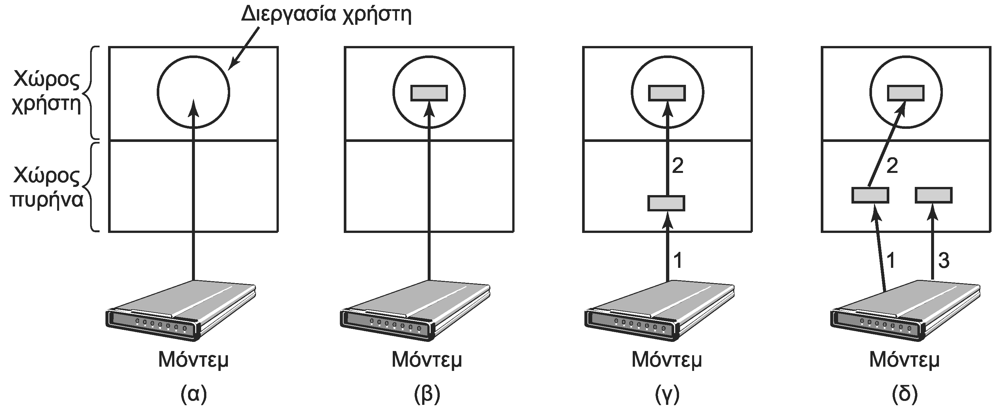 Διεργασία χρήστη
Χώρος
χρήστη
Χώρος
πυρήνα
2
2
1
1
3
Μόντεμ
Μόντεμ
Μόντεμ
Μόντεμ
(α)
(β)
(γ)
(δ)